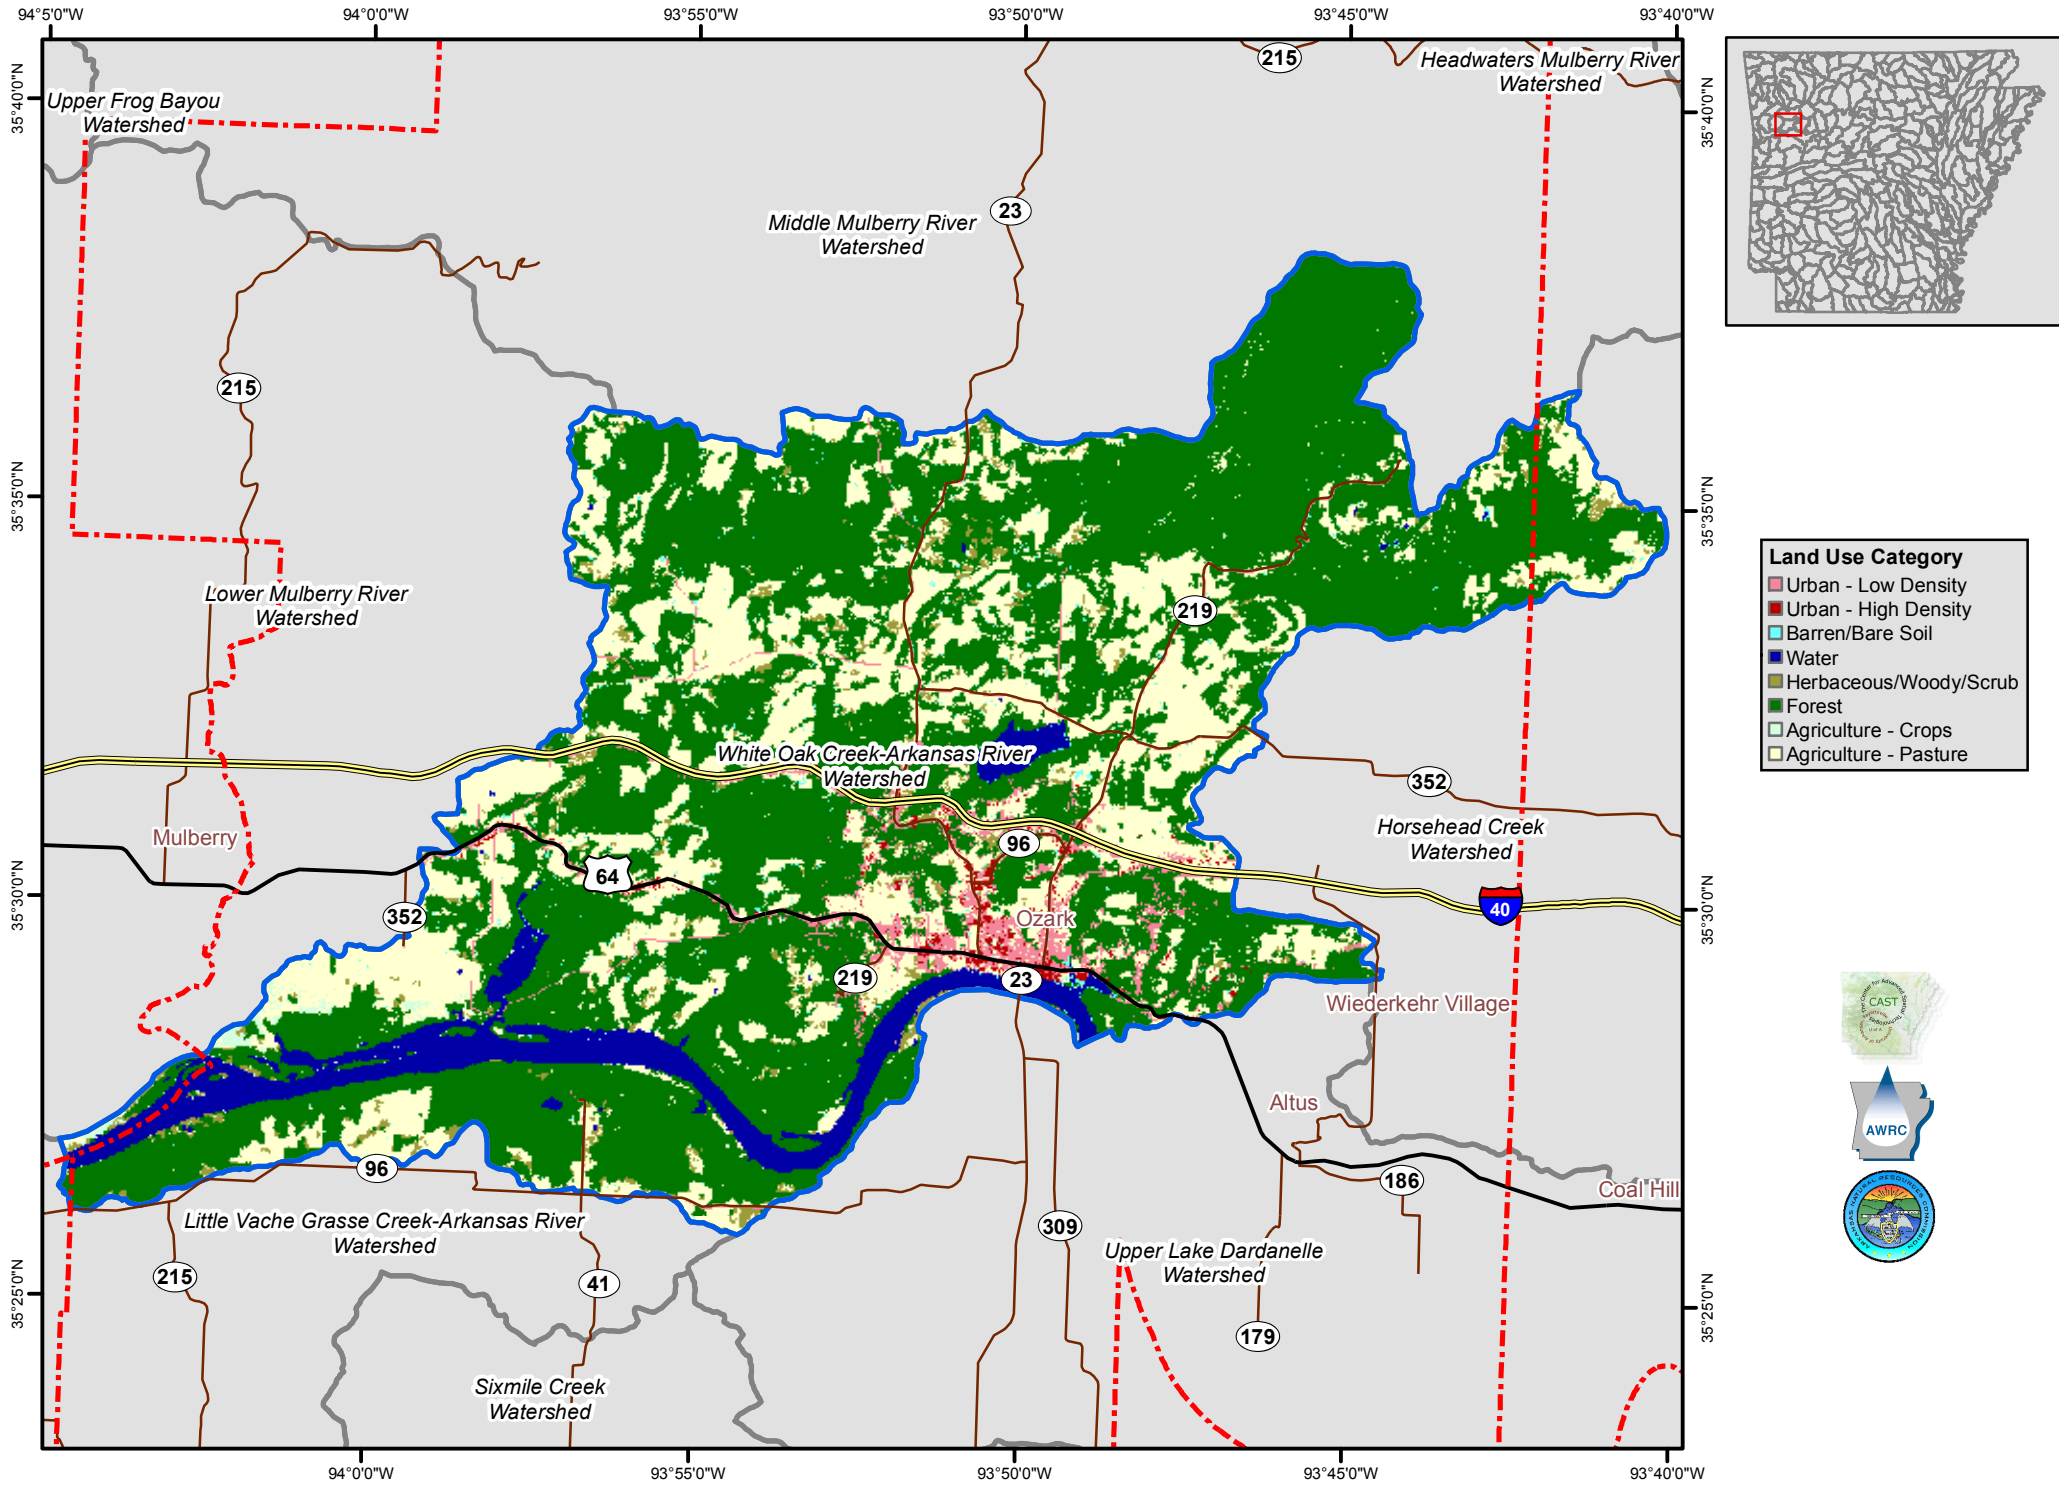 94°5'0"W
94°0'0"W
93°55'0"W
93°50'0"W
93°45'0"W
93°40'0"W
35°40'0"N
35°40'0"N
215
Headwaters Mulberry River
Watershed
Upper Frog Bayou
Watershed
Middle Mulberry River
Watershed
23
215
35°35'0"N
35°35'0"N
Lower Mulberry River
Watershed
219
Land Use Category
Urban - Low Density
Urban - High Density
Barren/Bare Soil
Water
Herbaceous/Woody/Scrub
Forest
Agriculture - Crops
Agriculture - Pasture
White Oak Creek-Arkansas River
Watershed
352
Mulberry
96
Horsehead Creek
Watershed
64
35°30'0"N
35°30'0"N
352
Ozark
40
219
23
Wiederkehr Village
CAST
Altus
AWRC
96
186
Coal Hill
Little Vache Grasse Creek-Arkansas River
Watershed
309
Upper Lake Dardanelle
Watershed
ARKANSAS NATURAL RESOURCES COMMISSION
215
41
35°25'0"N
35°25'0"N
179
Sixmile Creek
Watershed
94°0'0"W
93°55'0"W
93°50'0"W
93°45'0"W
93°40'0"W